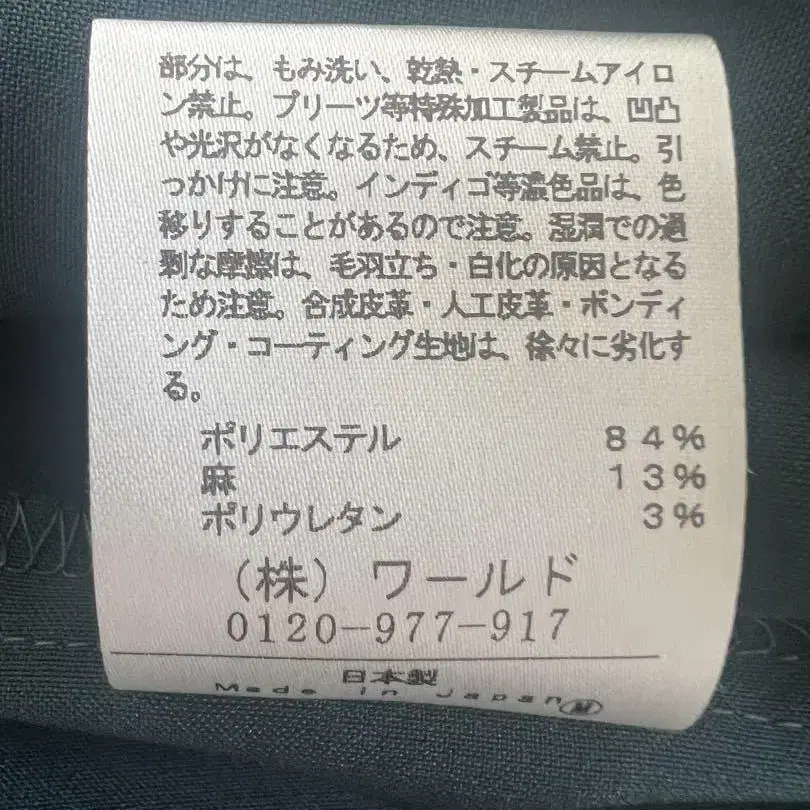 部分は、もみ洗い、乾熱・スチームアイロ
ン禁止。プリーツ等特殊加工製品は、凹凸
や光沢がなくなるため、スチーム禁止。引
っかけに注意。インディゴ等濃色品は、色
移りすることがあるので注意。湿潤での過
剰な摩擦は、毛羽立ち・白化の原因となる
ため注意。合成皮革・人工皮革・ボンディ
ング・コーティング生地は、徐々に劣化す
る。
ポリエステル 84%
麻 13%
ポリウレタン 3%
(株) ワールド
0120-977-917
日本製
Made in Japan Ⓜ